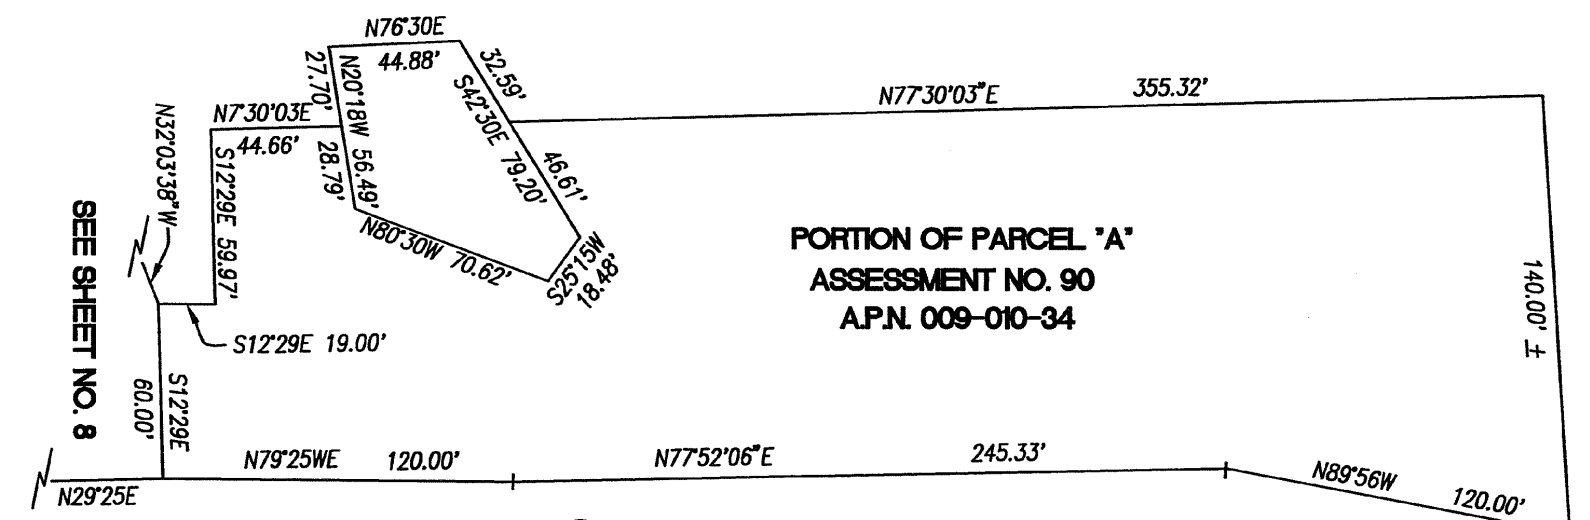 N76°30E
44.88'
27.70'
N20°18W 56.49'
28.79'
32.59'
S42°30E 79.20'
46.61'
N77°30'03"E 355.32'
N7°30'03E
44.66'
N32°03'38"W
S12°29E 59.97'
N80°30W 70.62'
S25°15W
18.48'
PORTION OF PARCEL "A"
ASSESSMENT NO. 90
A.P.N. 009-010-34
140.00' ±
SEE SHEET NO. 8
S12°29E 19.00'
S12°29E
60.00'
N79°25WE 120.00'
N77°52'06"E 245.33'
N89°56W 120.00'
N29°25E